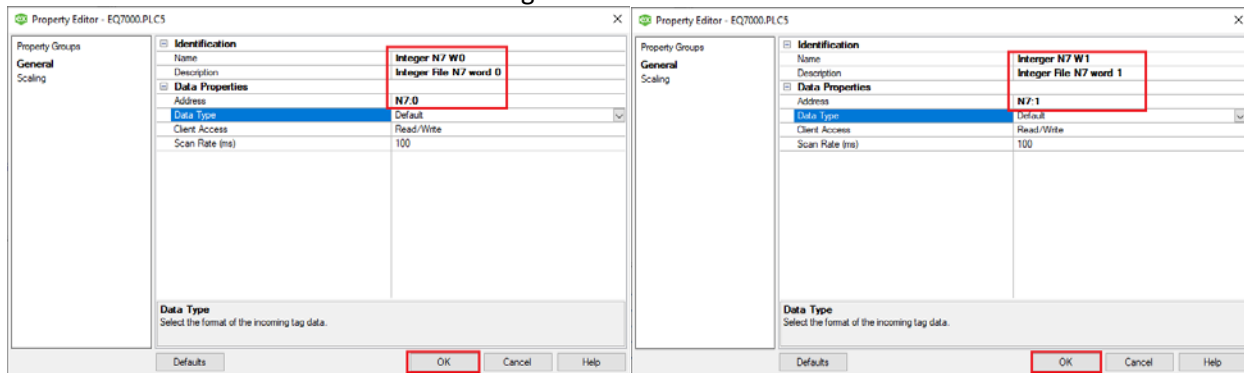 g
Property Editor - EQ7000.PLC5
Property Groups
General
Scaling
Identification
Name Integer N7 W0
Description Integer File N7 word 0
Data Properties
Address N7:0
Data Type Default
Client Access Read/Write
Scan Rate (ms) 100
Data Type
Select the format of the incoming tag data.
Defaults OK Cancel Help
Property Editor - EQ7000.PLC5
Property Groups
General
Scaling
Identification
Name Interger N7 W1
Description Integer File N7 word 1
Data Properties
Address N7:1
Data Type Default
Client Access Read/Write
Scan Rate (ms) 100
Data Type
Select the format of the incoming tag data.
Defaults OK Cancel Help